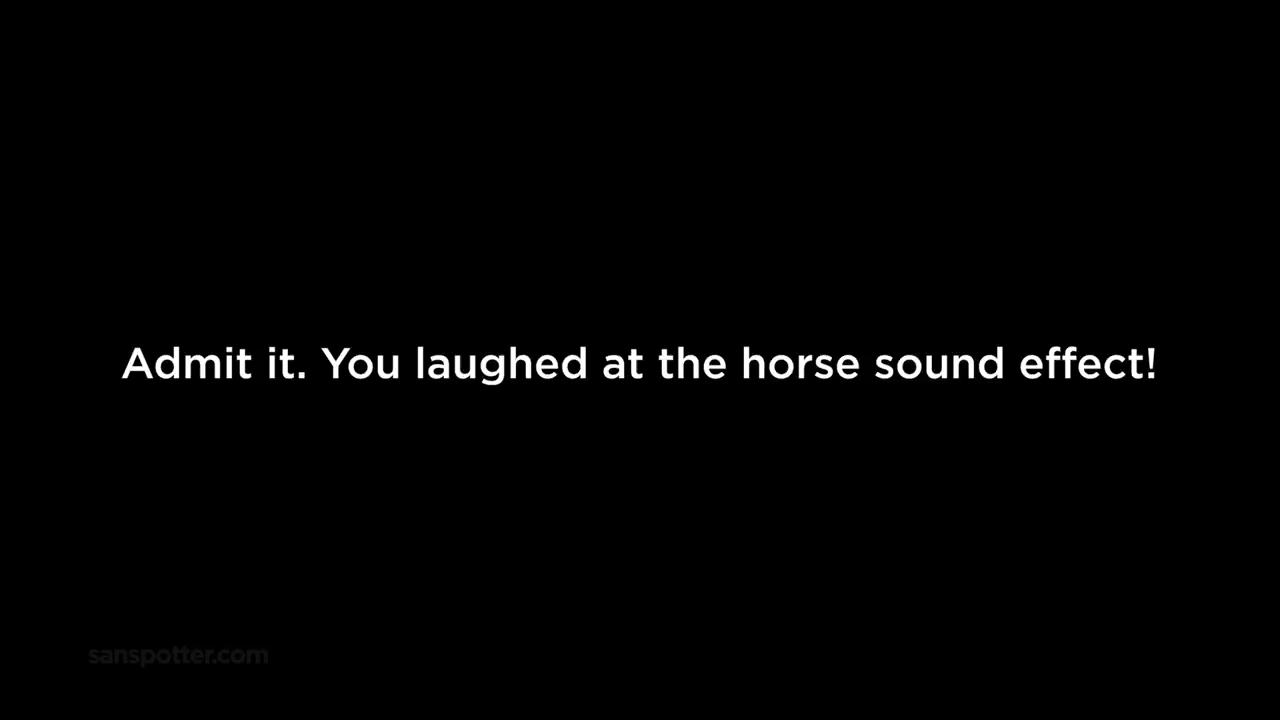 Admit it. You laughed at the horse sound effect!
sanspotter.com